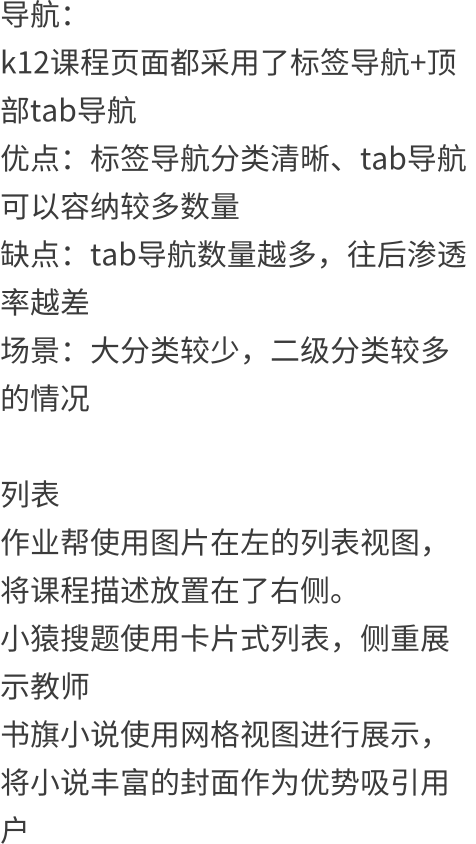 导航：
k12课程页面都采用了标签导航+顶
部tab导航
优点：标签导航分类清晰、tab导航
可以容纳较多数量
缺点：tab导航数量越多，往后渗透
率越差
场景：大分类较少，二级分类较多
的情况
列表
作业帮使用图片在左的列表视图，
将课程描述放置在了右侧。
小猿搜题使用卡片式列表，侧重展
示教师
书旗小说使用网格视图进行展示，
将小说丰富的封面作为优势吸引用
户